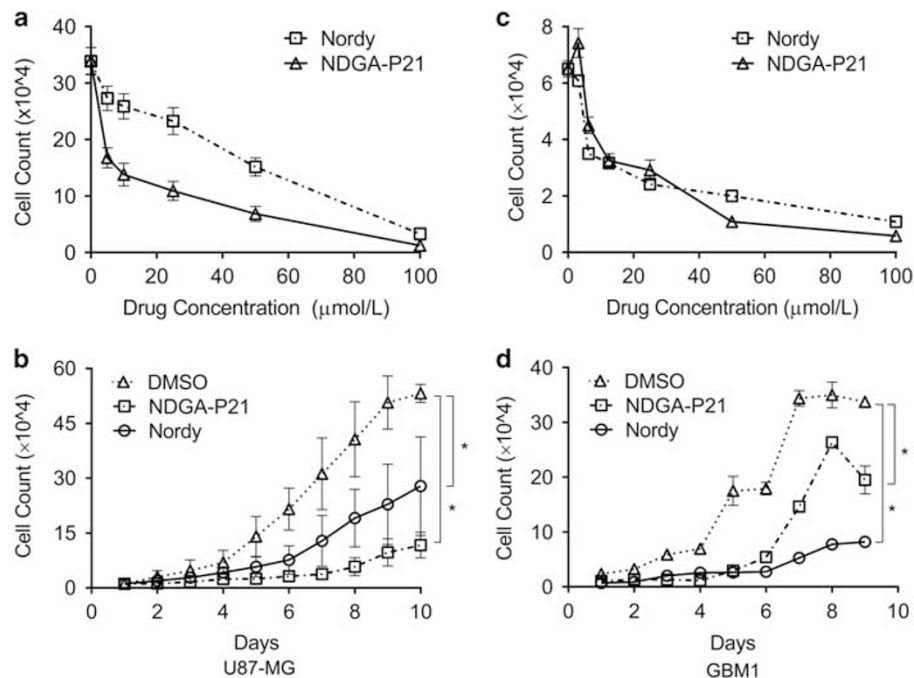 a
Nordy
NDGA-P21
Cell Count (x10^4)
40
30
20
10
0
0 20 40 60 80 100
Drug Concentration (μmol/L)
c
Nordy
NDGA-P21
Cell Count (×10^4)
8
6
4
2
0
0 20 40 60 80 100
Drug Concentration (μmol/L)
b
DMSO
NDGA-P21
Nordy
Cell Count (×10^4)
60
45
30
15
0
0 2 4 6 8 10
*
*
Days
U87-MG
d
DMSO
NDGA-P21
Nordy
Cell Count (×10^4)
40
30
20
10
0
0 2 4 6 8 10
*
*
Days
GBM1